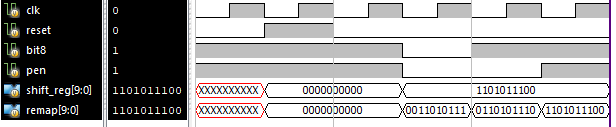 clk 0
reset 0
bit8 1
pen 1
shift_reg[9:0] 1101011100 XXXXXXXXXX 0000000000 1101011100
remap[9:0] 1101011100 XXXXXXXXXX 0000000000 0011010111 0110101110 1101011100